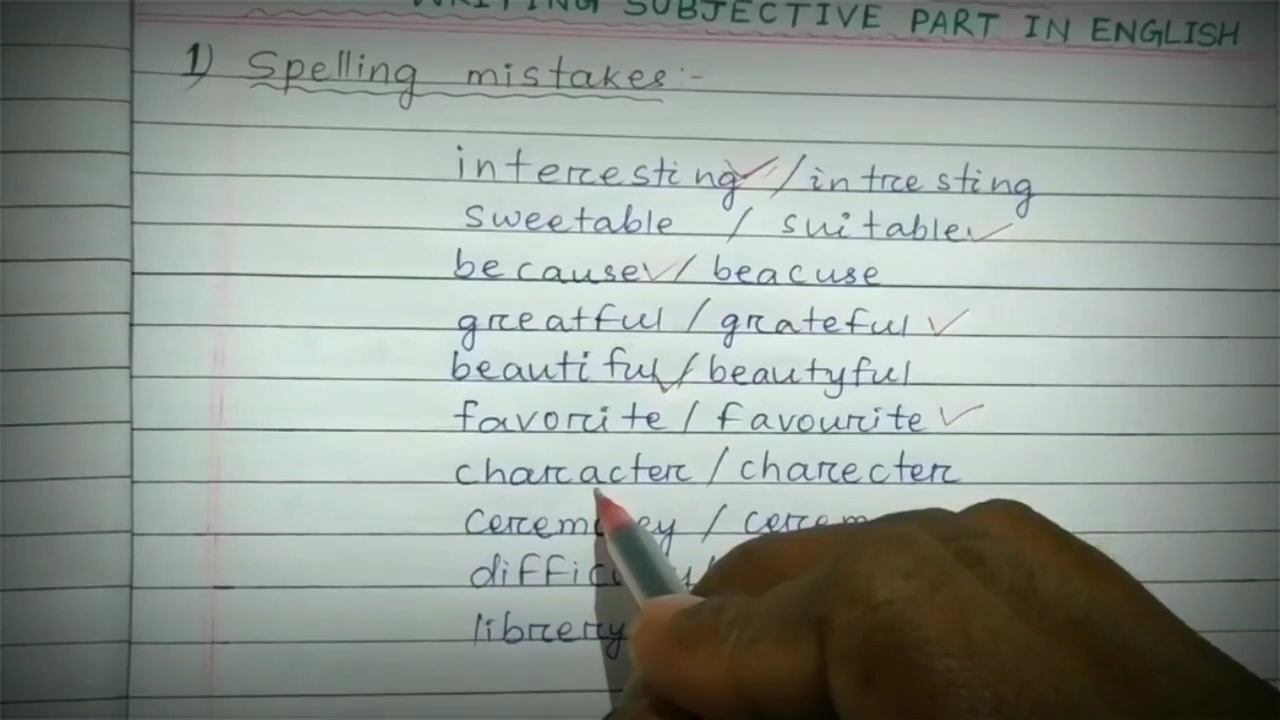 WRITING SUBJECTIVE PART IN ENGLISH
1) Spelling mistakes:-
interesting ✓ / intresting
sweetable / suitable ✓
because ✓ / beacuse
greatful / grateful ✓
beautiful ✓ / beautyful
favorite / favourite ✓
character / charecter
/
librery